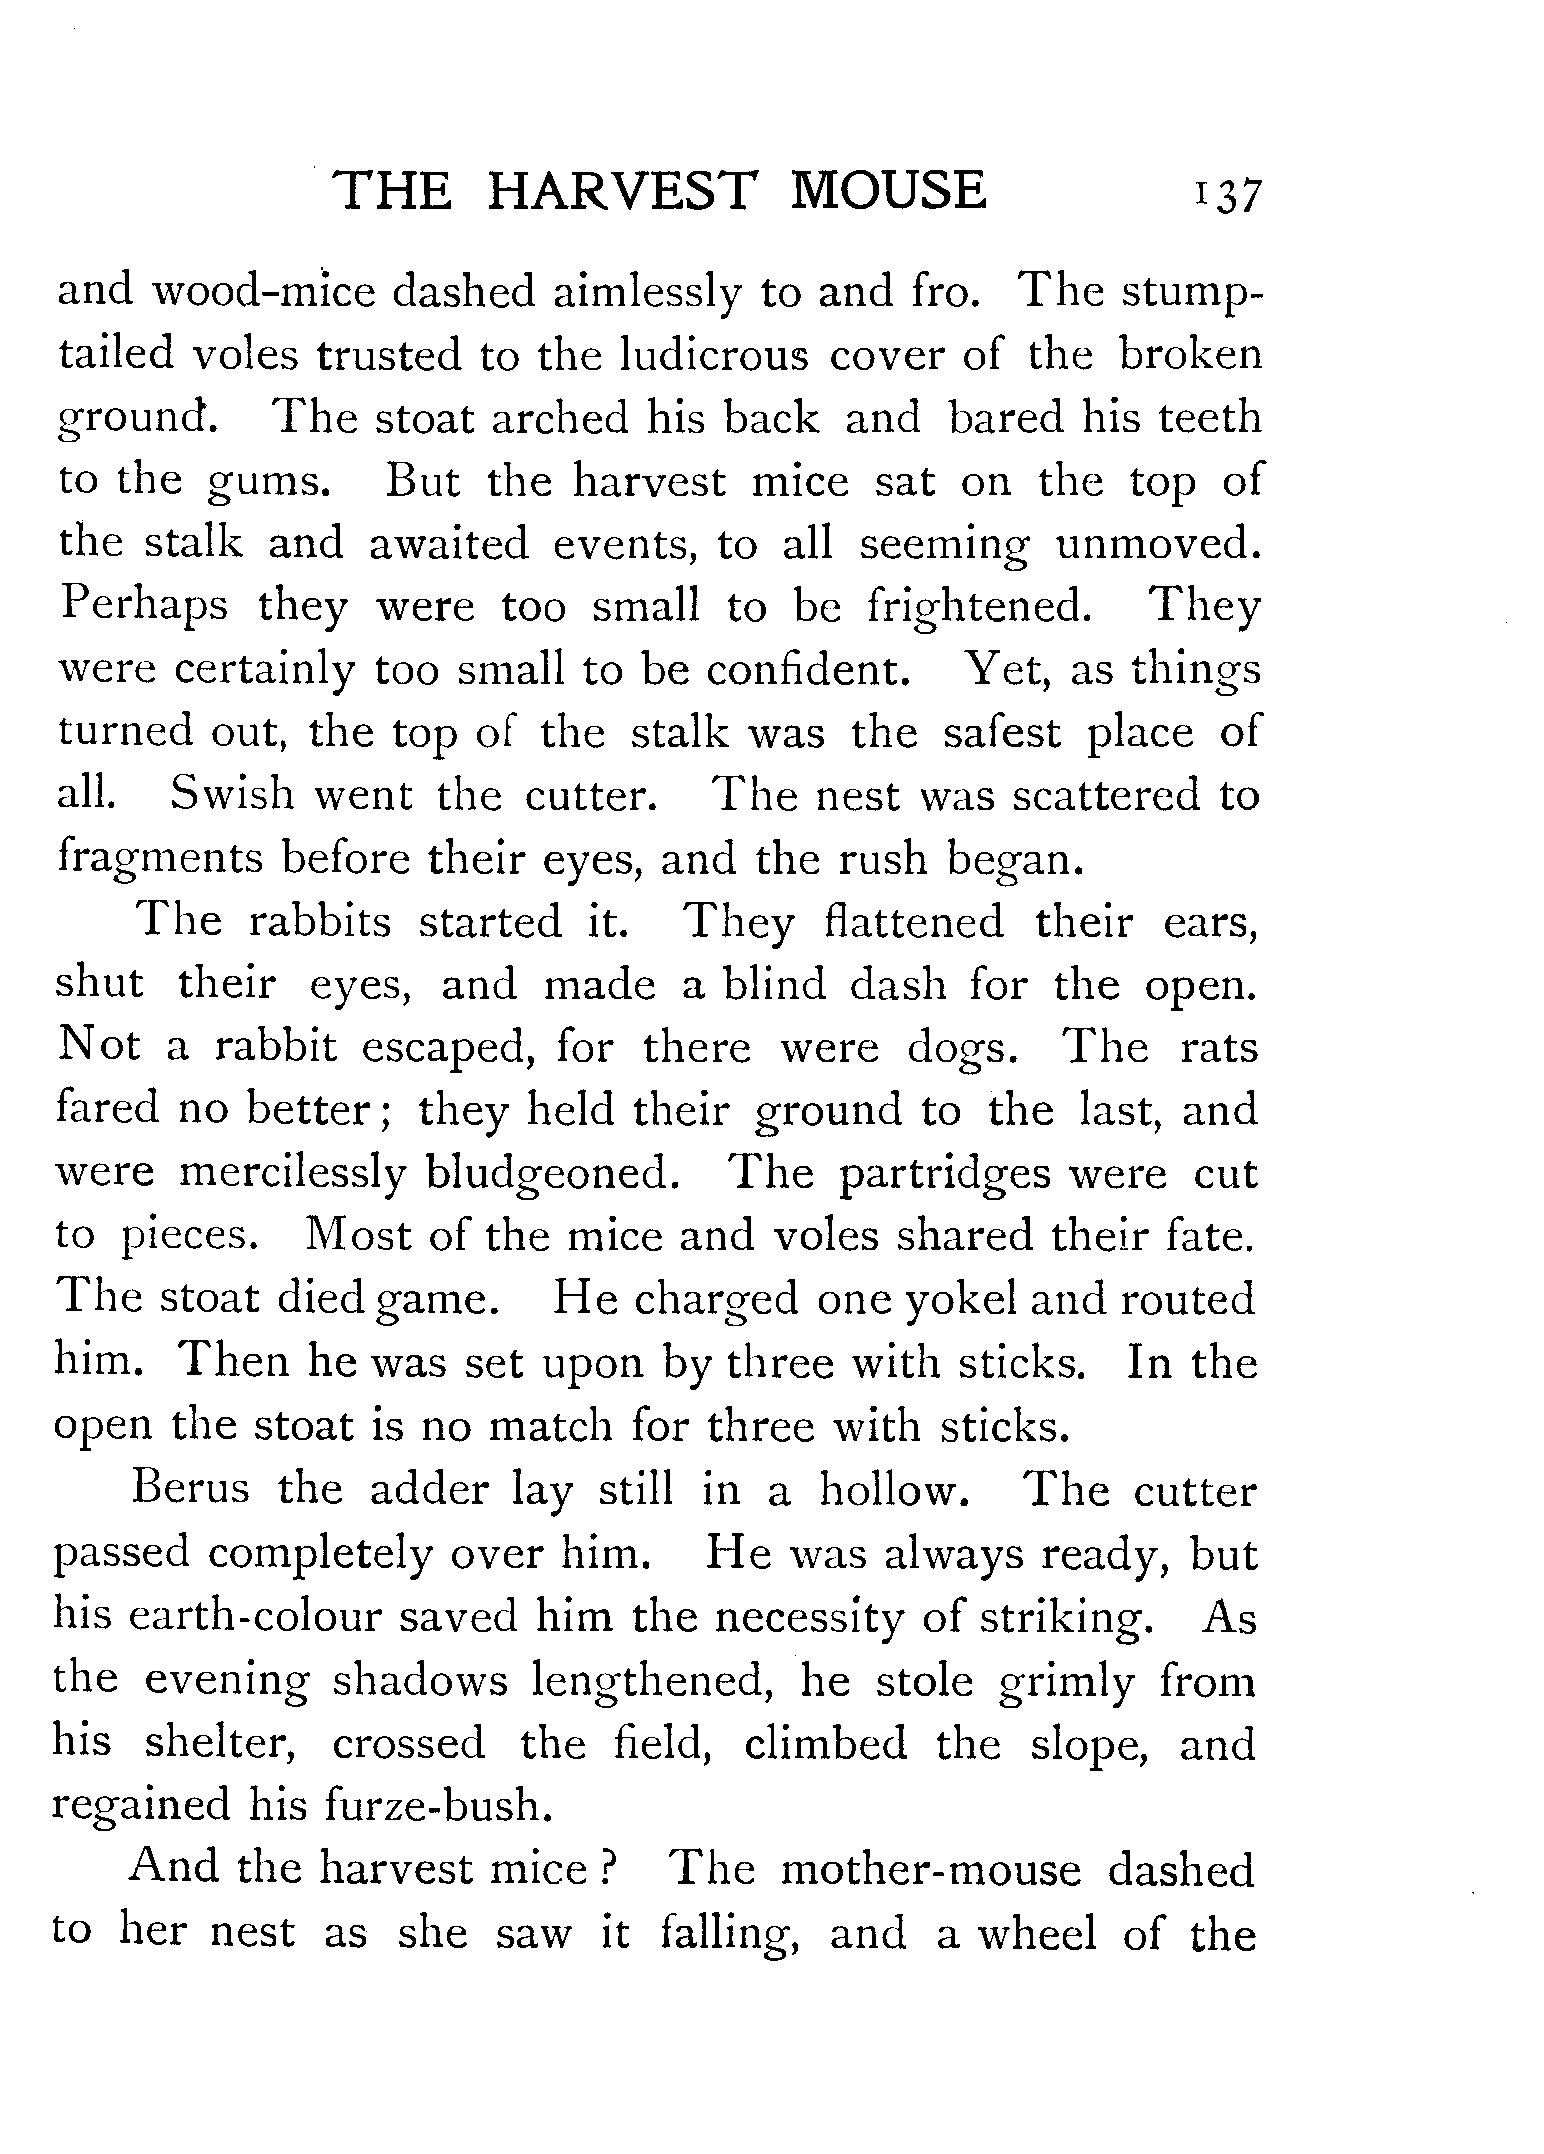 THE HARVEST MOUSE 137
and wood-mice dashed aimlessly to and fro. The stump-
tailed voles trusted to the ludicrous cover of the broken
ground. The stoat arched his back and bared his teeth
to the gums. But the harvest mice sat on the top of
the stalk and awaited events, to all seeming unmoved.
Perhaps they were too small to be frightened. They
were certainly too small to be confident. Yet, as things
turned out, the top of the stalk was the safest place of
all. Swish went the cutter. The nest was scattered to
fragments before their eyes, and the rush began.
The rabbits started it. They flattened their ears,
shut their eyes, and made a blind dash for the open.
Not a rabbit escaped, for there were dogs. The rats
fared no better ; they held their ground to the last, and
were mercilessly bludgeoned. The partridges were cut
to pieces. Most of the mice and voles shared their fate.
The stoat died game. He charged one yokel and routed
him. Then he was set upon by three with sticks. In the
open the stoat is no match for three with sticks.
Berus the adder lay still in a hollow. The cutter
passed completely over him. He was always ready, but
his earth-colour saved him the necessity of striking. As
the evening shadows lengthened, he stole grimly from
his shelter, crossed the field, climbed the slope, and
regained his furze-bush.
And the harvest mice ? The mother-mouse dashed
to her nest as she saw it falling, and a wheel of the